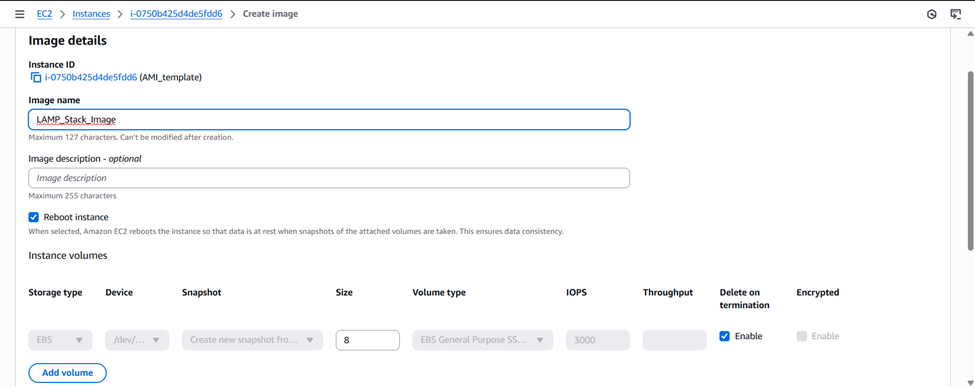 EC2 > Instances > i-0750b425d4de5fdd6 > Create image
Image details
Instance ID
i-0750b425d4de5fdd6 (AMI_template)
Image name
LAMP_Stack_Image
Maximum 127 characters. Can't be modified after creation.
Image description - optional
Image description
Maximum 255 characters
Reboot instance
When selected, Amazon EC2 reboots the instance so that data is at rest when snapshots of the attached volumes are taken. This ensures data consistency.
Instance volumes
Storage type Device Snapshot Size Volume type IOPS Throughput Delete on termination Encrypted
EBS /dev/... Create new snapshot fro... 8 EBS General Purpose S5... 3000 Enable Enable
Add volume